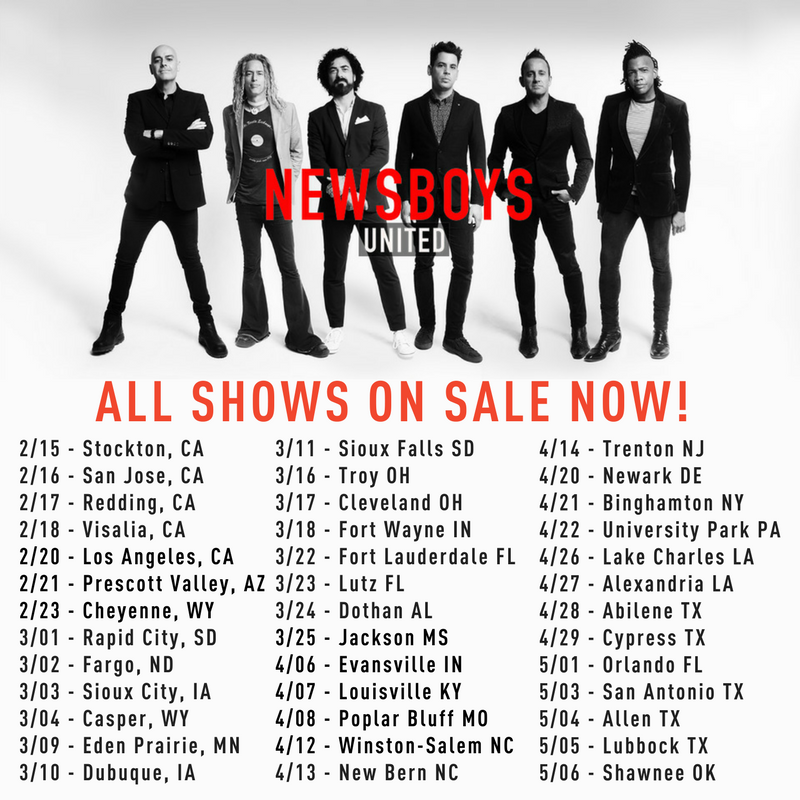 NEWSBOYS
UNITED
ALL SHOWS ON SALE NOW!
2/15 - Stockton, CA
2/16 - San Jose, CA
2/17 - Redding, CA
2/18 - Visalia, CA
2/20 - Los Angeles, CA
2/21 - Prescott Valley, AZ
2/23 - Cheyenne, WY
3/01 - Rapid City, SD
3/02 - Fargo, ND
3/03 - Sioux City, IA
3/04 - Casper, WY
3/09 - Eden Prairie, MN
3/10 - Dubuque, IA
3/11 - Sioux Falls SD
3/16 - Troy OH
3/17 - Cleveland OH
3/18 - Fort Wayne IN
3/22 - Fort Lauderdale FL
3/23 - Lutz FL
3/24 - Dothan AL
3/25 - Jackson MS
4/06 - Evansville IN
4/07 - Louisville KY
4/08 - Poplar Bluff MO
4/12 - Winston-Salem NC
4/13 - New Bern NC
4/14 - Trenton NJ
4/20 - Newark DE
4/21 - Binghamton NY
4/22 - University Park PA
4/26 - Lake Charles LA
4/27 - Alexandria LA
4/28 - Abilene TX
4/29 - Cypress TX
5/01 - Orlando FL
5/03 - San Antonio TX
5/04 - Allen TX
5/05 - Lubbock TX
5/06 - Shawnee OK